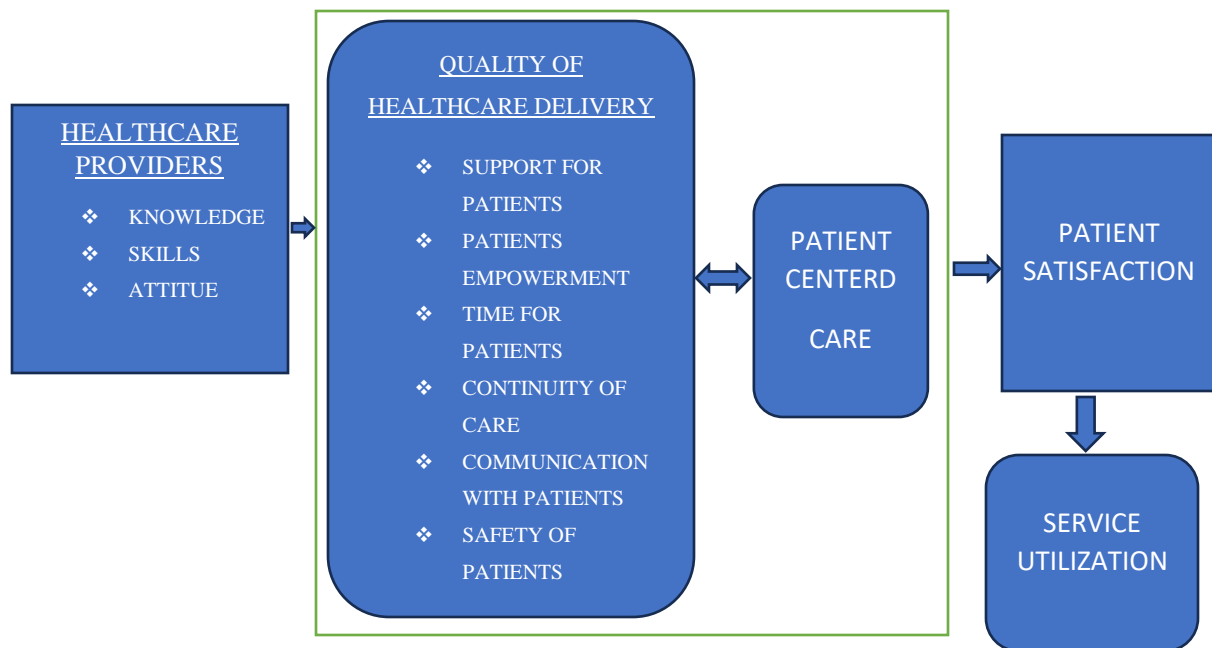 HEALTHCARE
PROVIDERS
❖ KNOWLEDGE
❖ SKILLS
❖ ATTITUE
QUALITY OF
HEALTHCARE DELIVERY
❖ SUPPORT FOR
PATIENTS
❖ PATIENTS
EMPOWERMENT
❖ TIME FOR
PATIENTS
❖ CONTINUITY OF
CARE
❖ COMMUNICATION
WITH PATIENTS
❖ SAFETY OF
PATIENTS
PATIENT
CENTERD
CARE
PATIENT
SATISFACTION
SERVICE
UTILIZATION